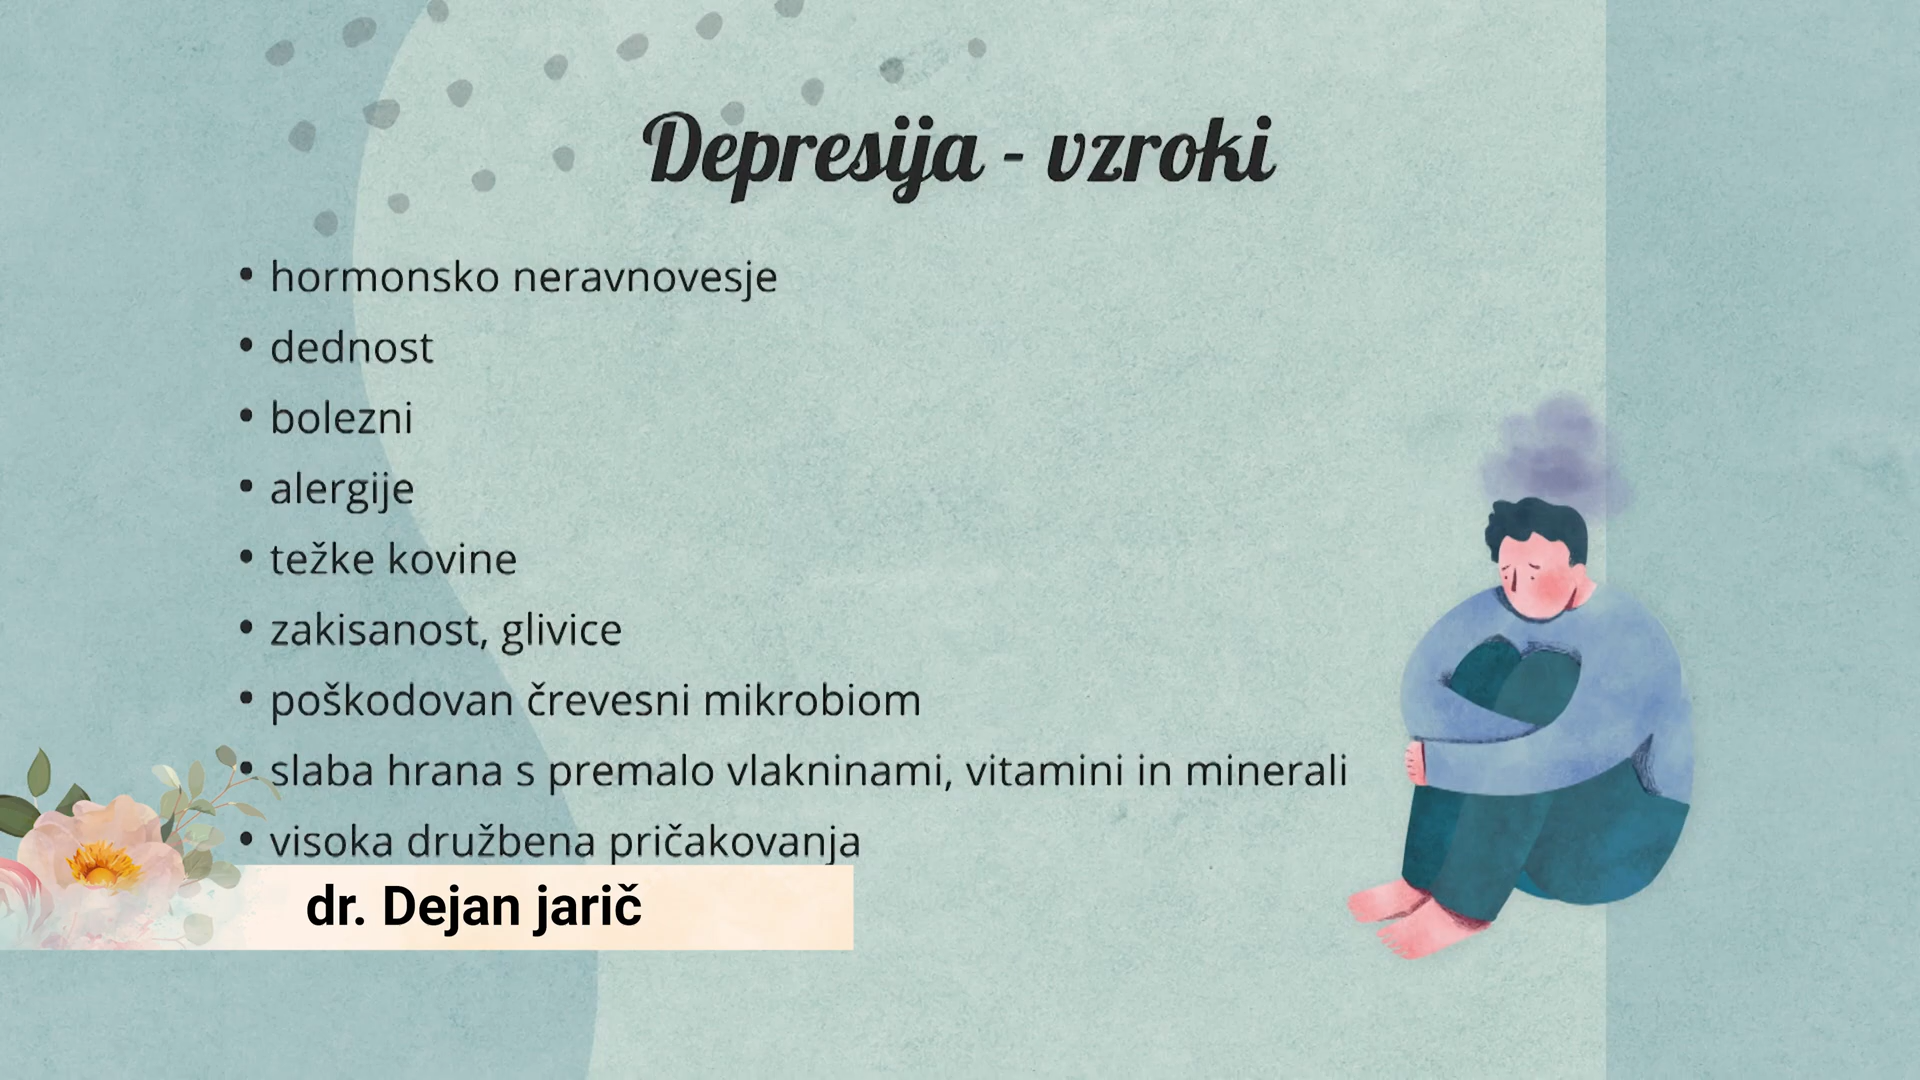 Depresija - vzroki
• hormonsko neravnovesje
• dednost
• bolezni
• alergije
• težke kovine
• zakisanost, glivice
• poškodovan črevesni mikrobiom
• slaba hrana s premalo vlakninami, vitamini in minerali
• visoka družbena pričakovanja
dr. Dejan jarič